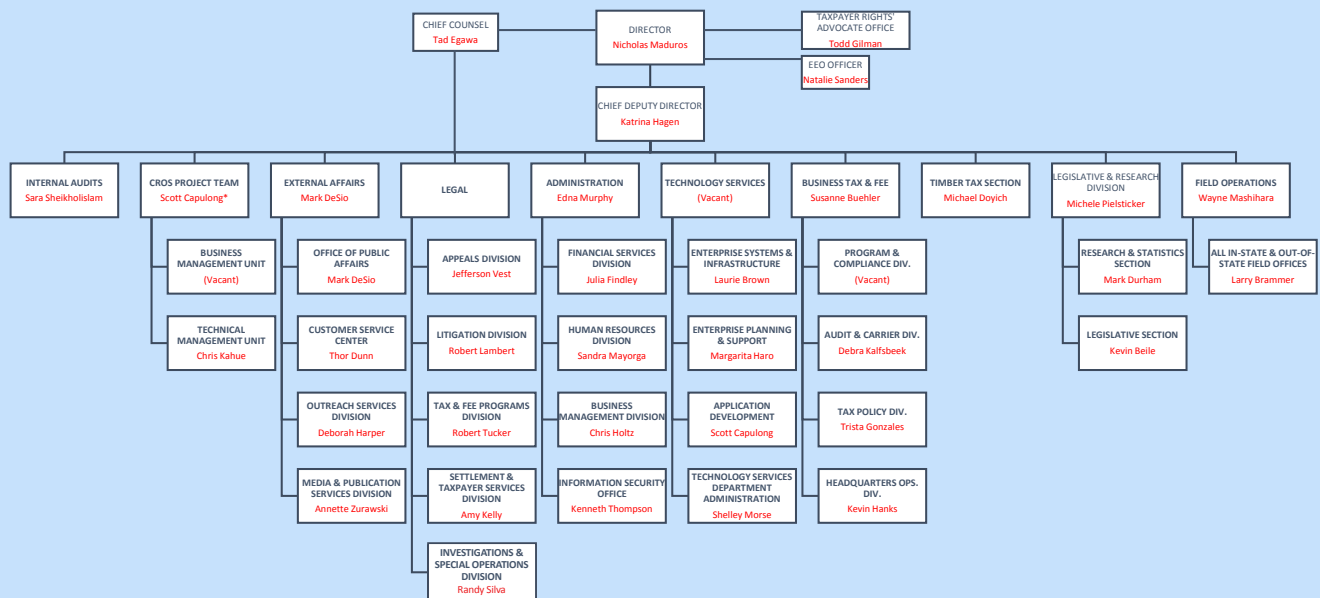 CHIEF COUNSEL
Tad Egawa
DIRECTOR
Nicholas Maduros
TAXPAYER RIGHTS'
ADVOCATE OFFICE
Todd Gilman
EEO OFFICER
Natalie Sanders
CHIEF DEPUTY DIRECTOR
Katrina Hagen
INTERNAL AUDITS
Sara Sheikholislam
CROS PROJECT TEAM
Scott Capulong*
EXTERNAL AFFAIRS
Mark DeSio
LEGAL
ADMINISTRATION
Edna Murphy
TECHNOLOGY SERVICES
(Vacant)
BUSINESS TAX & FEE
Susanne Buehler
TIMBER TAX SECTION
Michael Doyich
LEGISLATIVE & RESEARCH
DIVISION
Michele Pielsticker
FIELD OPERATIONS
Wayne Mashihara
BUSINESS
MANAGEMENT UNIT
(Vacant)
OFFICE OF PUBLIC
AFFAIRS
Mark DeSio
APPEALS DIVISION
Jefferson Vest
FINANCIAL SERVICES
DIVISION
Julia Findley
ENTERPRISE SYSTEMS &
INFRASTRUCTURE
Laurie Brown
PROGRAM &
COMPLIANCE DIV.
(Vacant)
RESEARCH & STATISTICS
SECTION
Mark Durham
ALL IN-STATE & OUT-OF-
STATE FIELD OFFICES
Larry Brammer
TECHNICAL
MANAGEMENT UNIT
Chris Kahue
CUSTOMER SERVICE
CENTER
Thor Dunn
LITIGATION DIVISION
Robert Lambert
HUMAN RESOURCES
DIVISION
Sandra Mayorga
ENTERPRISE PLANNING
& SUPPORT
Margarita Haro
AUDIT & CARRIER DIV.
Debra Kalfsbeek
LEGISLATIVE SECTION
Kevin Beile
OUTREACH SERVICES
DIVISION
Deborah Harper
TAX & FEE PROGRAMS
DIVISION
Robert Tucker
BUSINESS
MANAGEMENT DIVISION
Chris Holtz
APPLICATION
DEVELOPMENT
Scott Capulong
TAX POLICY DIV.
Trista Gonzales
MEDIA & PUBLICATION
SERVICES DIVISION
Annette Zurawski
SETTLEMENT &
TAXPAYER SERVICES
DIVISION
Amy Kelly
INFORMATION SECURITY
OFFICE
Kenneth Thompson
TECHNOLOGY SERVICES
DEPARTMENT
ADMINISTRATION
Shelley Morse
HEADQUARTERS OPS.
DIV.
Kevin Hanks
INVESTIGATIONS &
SPECIAL OPERATIONS
DIVISION
Randy Silva